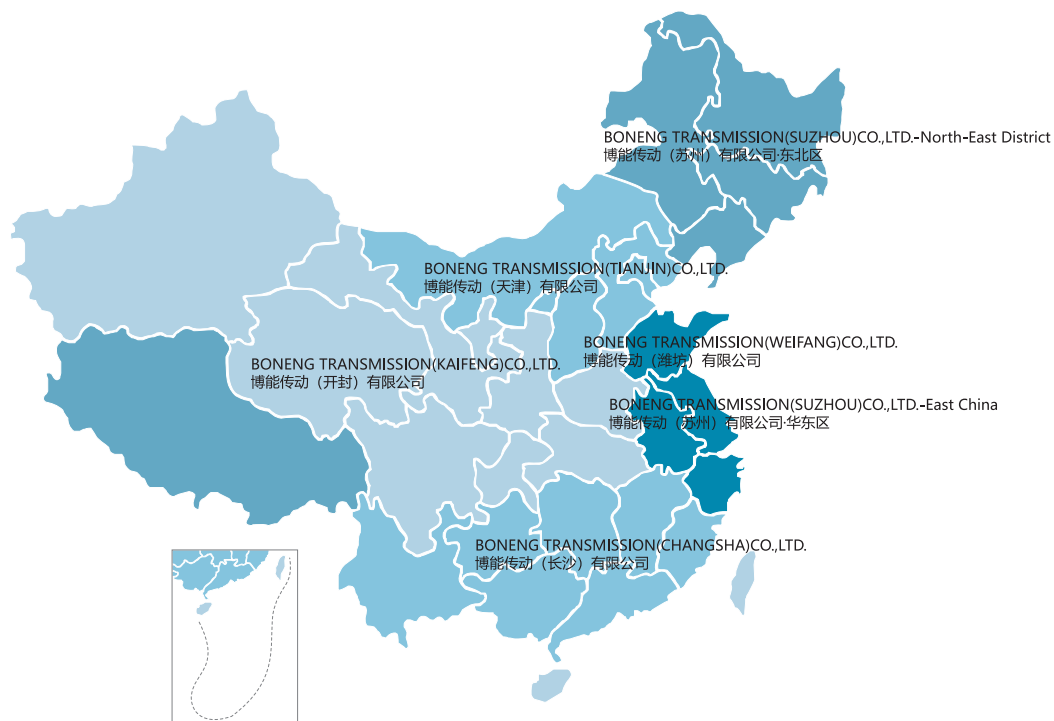 BONENG TRANSMISSION(SUZHOU)CO.,LTD.-North-East District
博能传动（苏州）有限公司·东北区
BONENG TRANSMISSION(TIANJIN)CO.,LTD.
博能传动（天津）有限公司
BONENG TRANSMISSION(WEIFANG)CO.,LTD.
博能传动（潍坊）有限公司
BONENG TRANSMISSION(KAIFENG)CO.,LTD.
博能传动（开封）有限公司
BONENG TRANSMISSION(SUZHOU)CO.,LTD.-East China
博能传动（苏州）有限公司·华东区
BONENG TRANSMISSION(CHANGSHA)CO.,LTD.
博能传动（长沙）有限公司